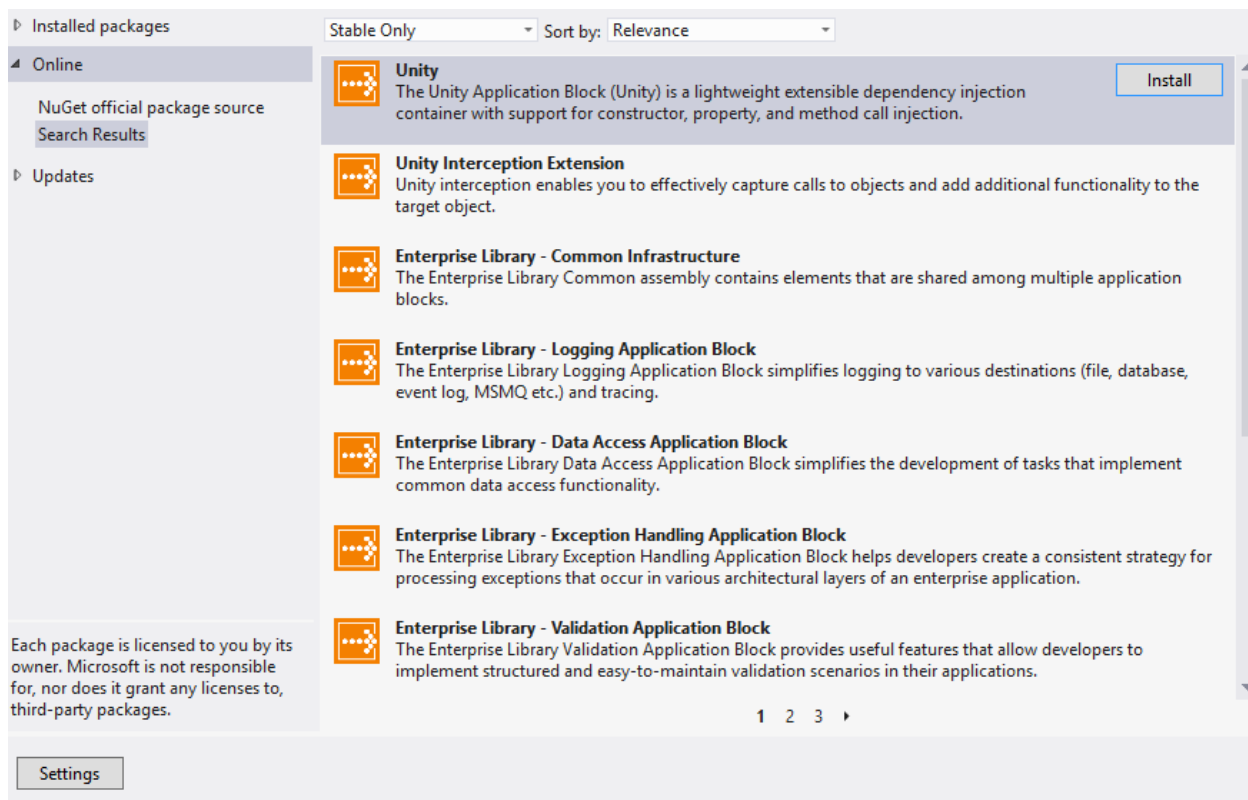 Installed packages
Online
NuGet official package source
Search Results
Updates
Each package is licensed to you by its
owner. Microsoft is not responsible
for, nor does it grant any licenses to,
third-party packages.
Settings
Stable Only
Sort by: Relevance
Unity
The Unity Application Block (Unity) is a lightweight extensible dependency injection
container with support for constructor, property, and method call injection.
Install
Unity Interception Extension
Unity interception enables you to effectively capture calls to objects and add additional functionality to the
target object.
Enterprise Library - Common Infrastructure
The Enterprise Library Common assembly contains elements that are shared among multiple application
blocks.
Enterprise Library - Logging Application Block
The Enterprise Library Logging Application Block simplifies logging to various destinations (file, database,
event log, MSMQ etc.) and tracing.
Enterprise Library - Data Access Application Block
The Enterprise Library Data Access Application Block simplifies the development of tasks that implement
common data access functionality.
Enterprise Library - Exception Handling Application Block
The Enterprise Library Exception Handling Application Block helps developers create a consistent strategy for
processing exceptions that occur in various architectural layers of an enterprise application.
Enterprise Library - Validation Application Block
The Enterprise Library Validation Application Block provides useful features that allow developers to
implement structured and easy-to-maintain validation scenarios in their applications.
1 2 3